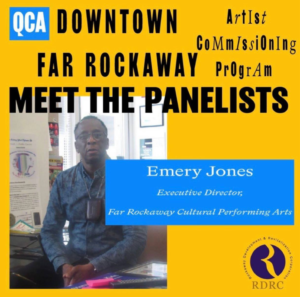 QCA DOWNTOWN
FAR ROCKAWAY
ArtIst
CoMmIssIonIng
PrOgrAm
MEET THE PANELISTS
Emery Jones
Executive Director,
Far Rockaway Cultural Performing Arts
RDRC